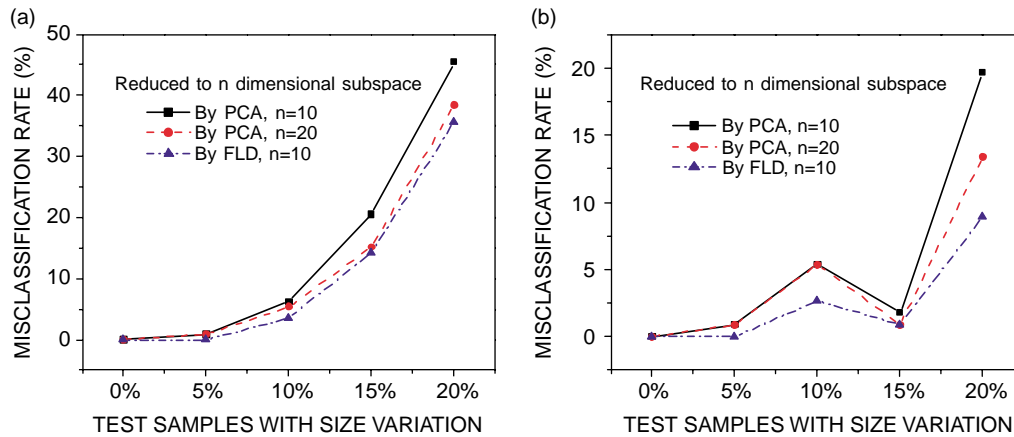 (a)
MISCLASSIFICATION RATE (%)
50
40
30
20
10
0
Reduced to n dimensional subspace
By PCA, n=10
By PCA, n=20
By FLD, n=10
0% 5% 10% 15% 20%
TEST SAMPLES WITH SIZE VARIATION
(b)
MISCLASSIFICATION RATE (%)
20
15
10
5
0
Reduced to n dimensional subspace
By PCA, n=10
By PCA, n=20
By FLD, n=10
0% 5% 10% 15% 20%
TEST SAMPLES WITH SIZE VARIATION